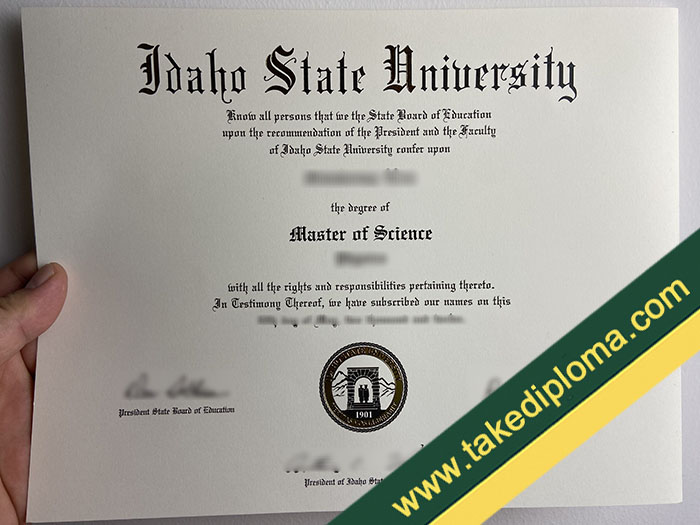 Idaho State University
Know all persons that we the State Board of Education
upon the recommendation of the President and the Faculty
of Idaho State University confer upon
the degree of
Master of Science
with all the rights and responsibilities pertaining thereto.
In Testimony Thereof, we have subscribed our names on this
1901
President State Board of Education
President of Idaho
www.takediploma.com